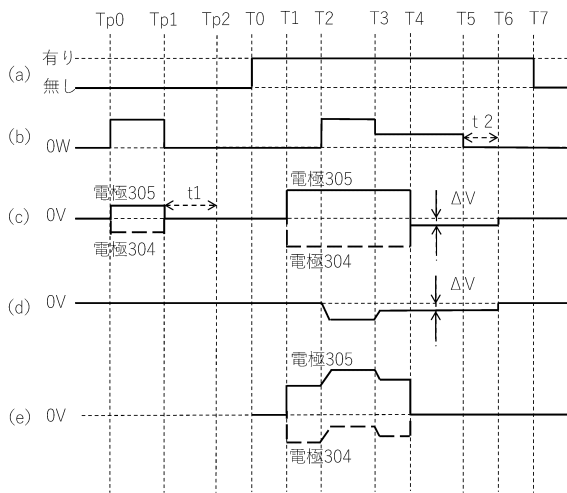 Tp0 Tp1 Tp2 T0 T1 T2 T3 T4 T5 T6 T7
有り
(a)
無し
(b)
0W
t 2
電極305
電極305
t1
ΔV
(c) 0V
電極304
電極304
(d) 0V
ΔV
電極305
(e) 0V
電極304